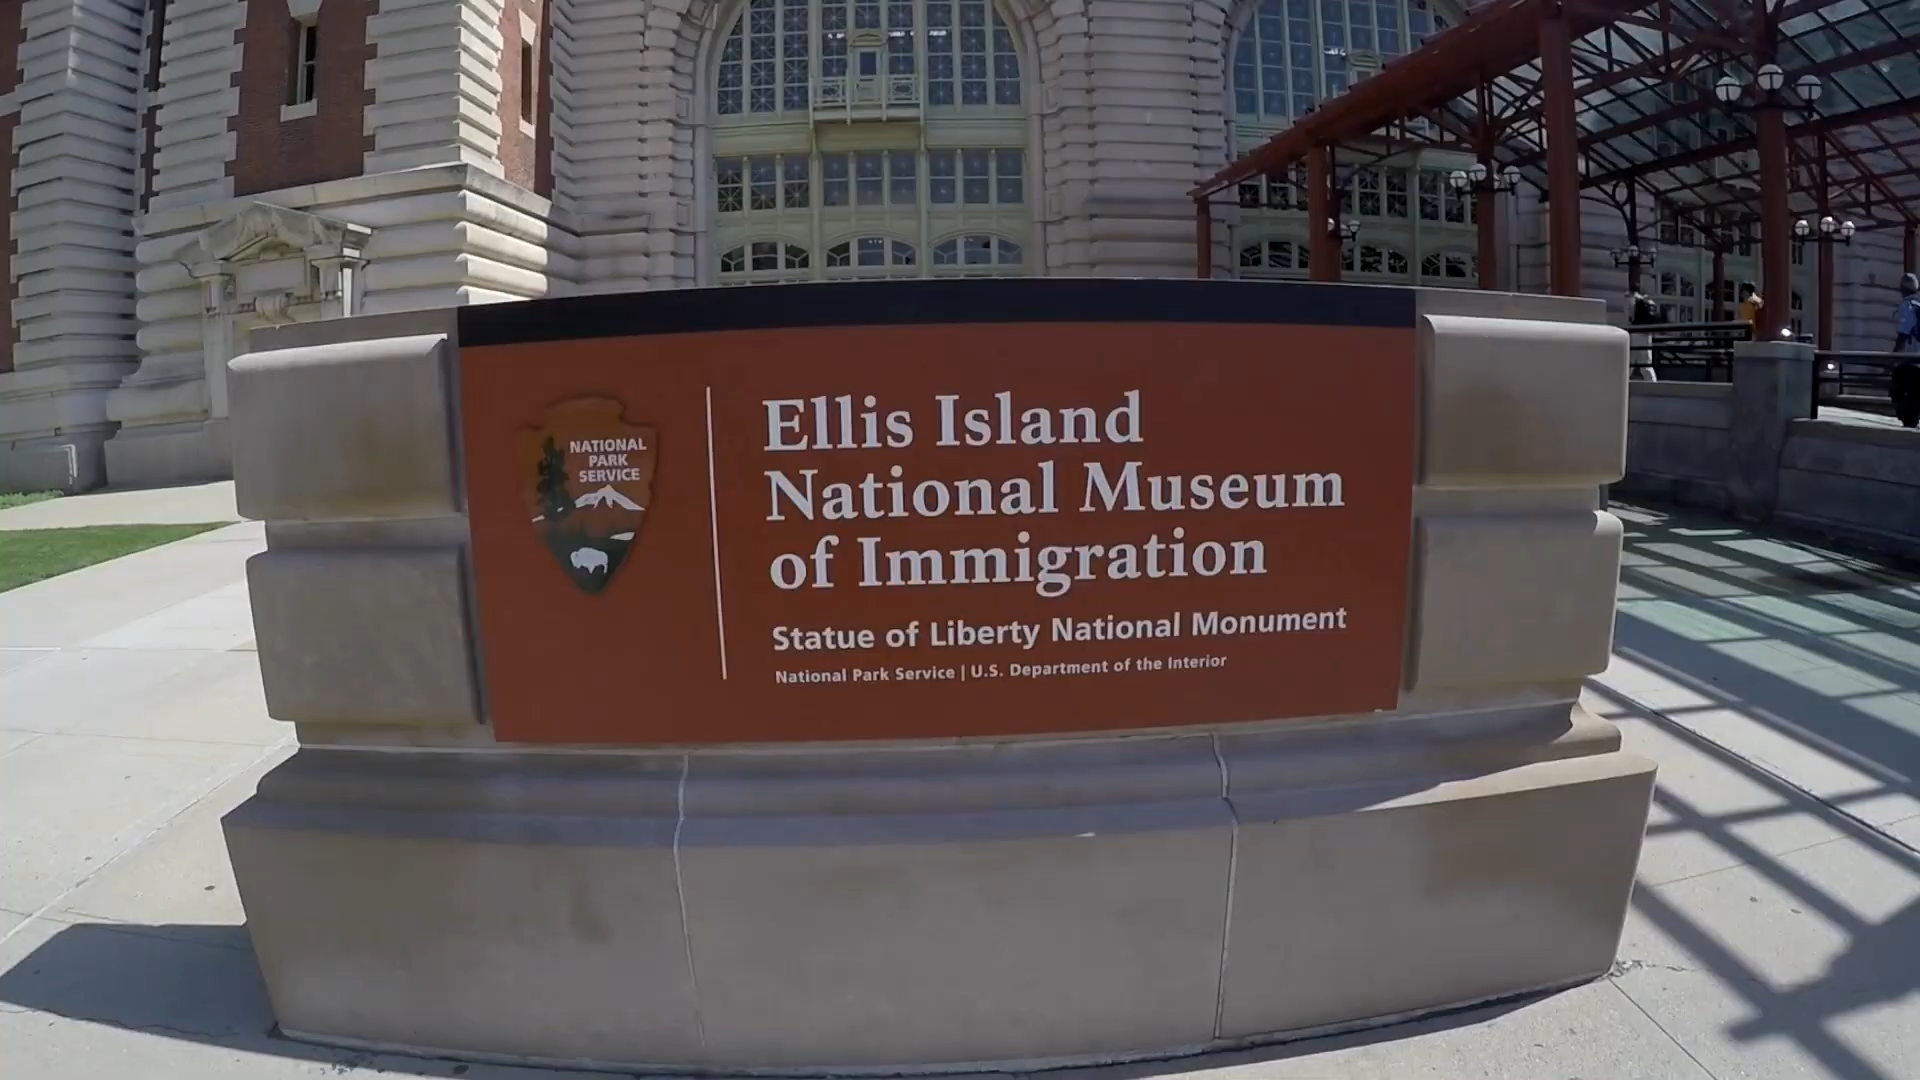 NATIONAL
PARK
SERVICE
Ellis Island
National Museum
of Immigration
Statue of Liberty National Monument
National Park Service | U.S. Department of the Interior